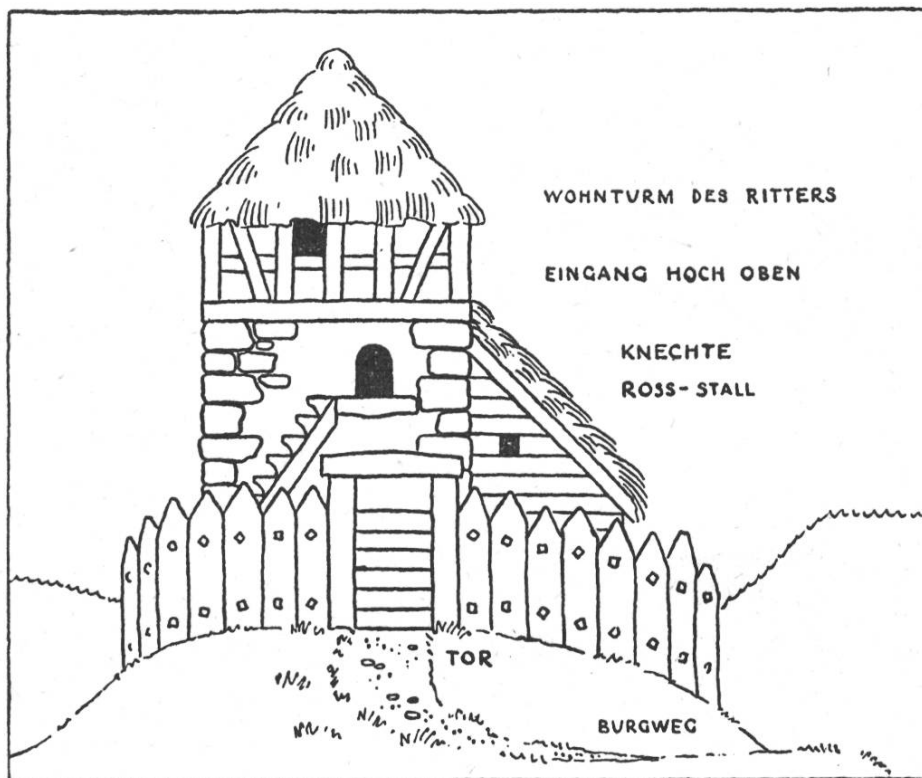 WOHNTURM DES RITTERS
EINGANG HOCH OBEN
KNECHTE
ROSS-STALL
TOR
BURGWEG